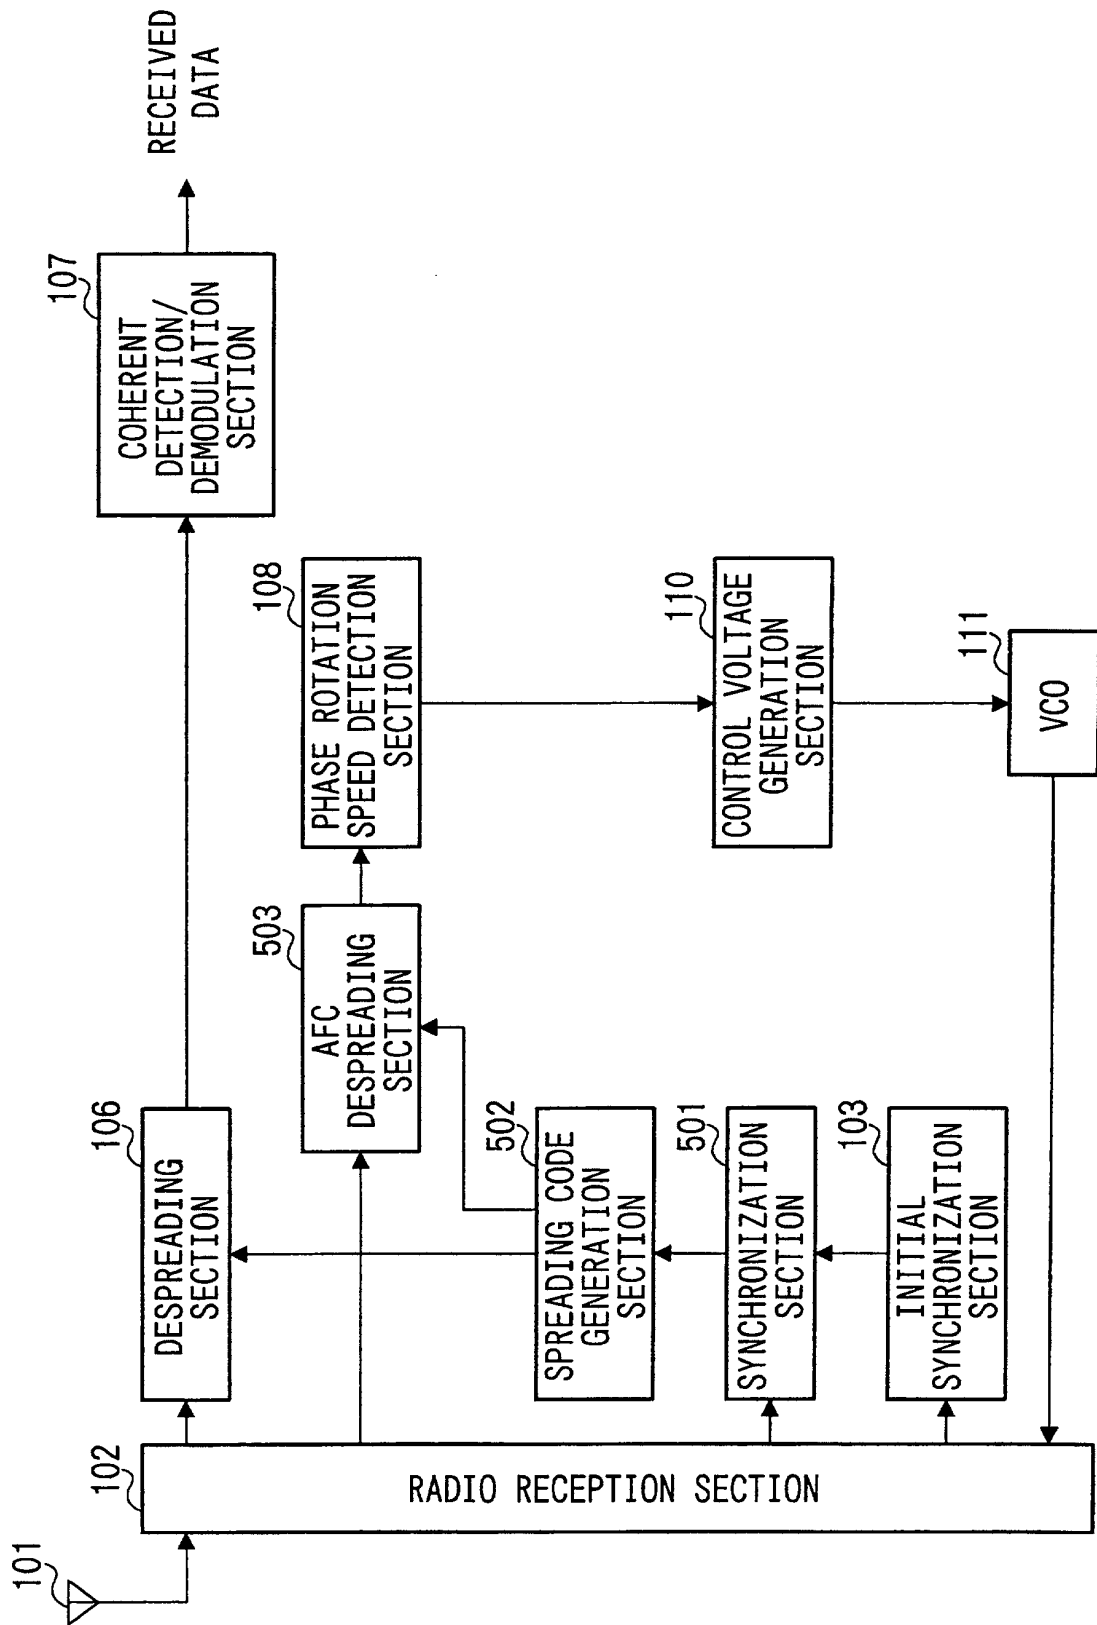 101
102
RADIO RECEPTION SECTION
106
DESPREADING
SECTION
107
COHERENT
DETECTION/
DEMODULATION
SECTION
RECEIVED
DATA
503
AFC
DESPREADING
SECTION
108
PHASE ROTATION
SPEED DETECTION
SECTION
502
SPREADING CODE
GENERATION
SECTION
501
SYNCHRONIZATION
SECTION
103
INITIAL
SYNCHRONIZATION
SECTION
110
CONTROL VOLTAGE
GENERATION
SECTION
111
VCO